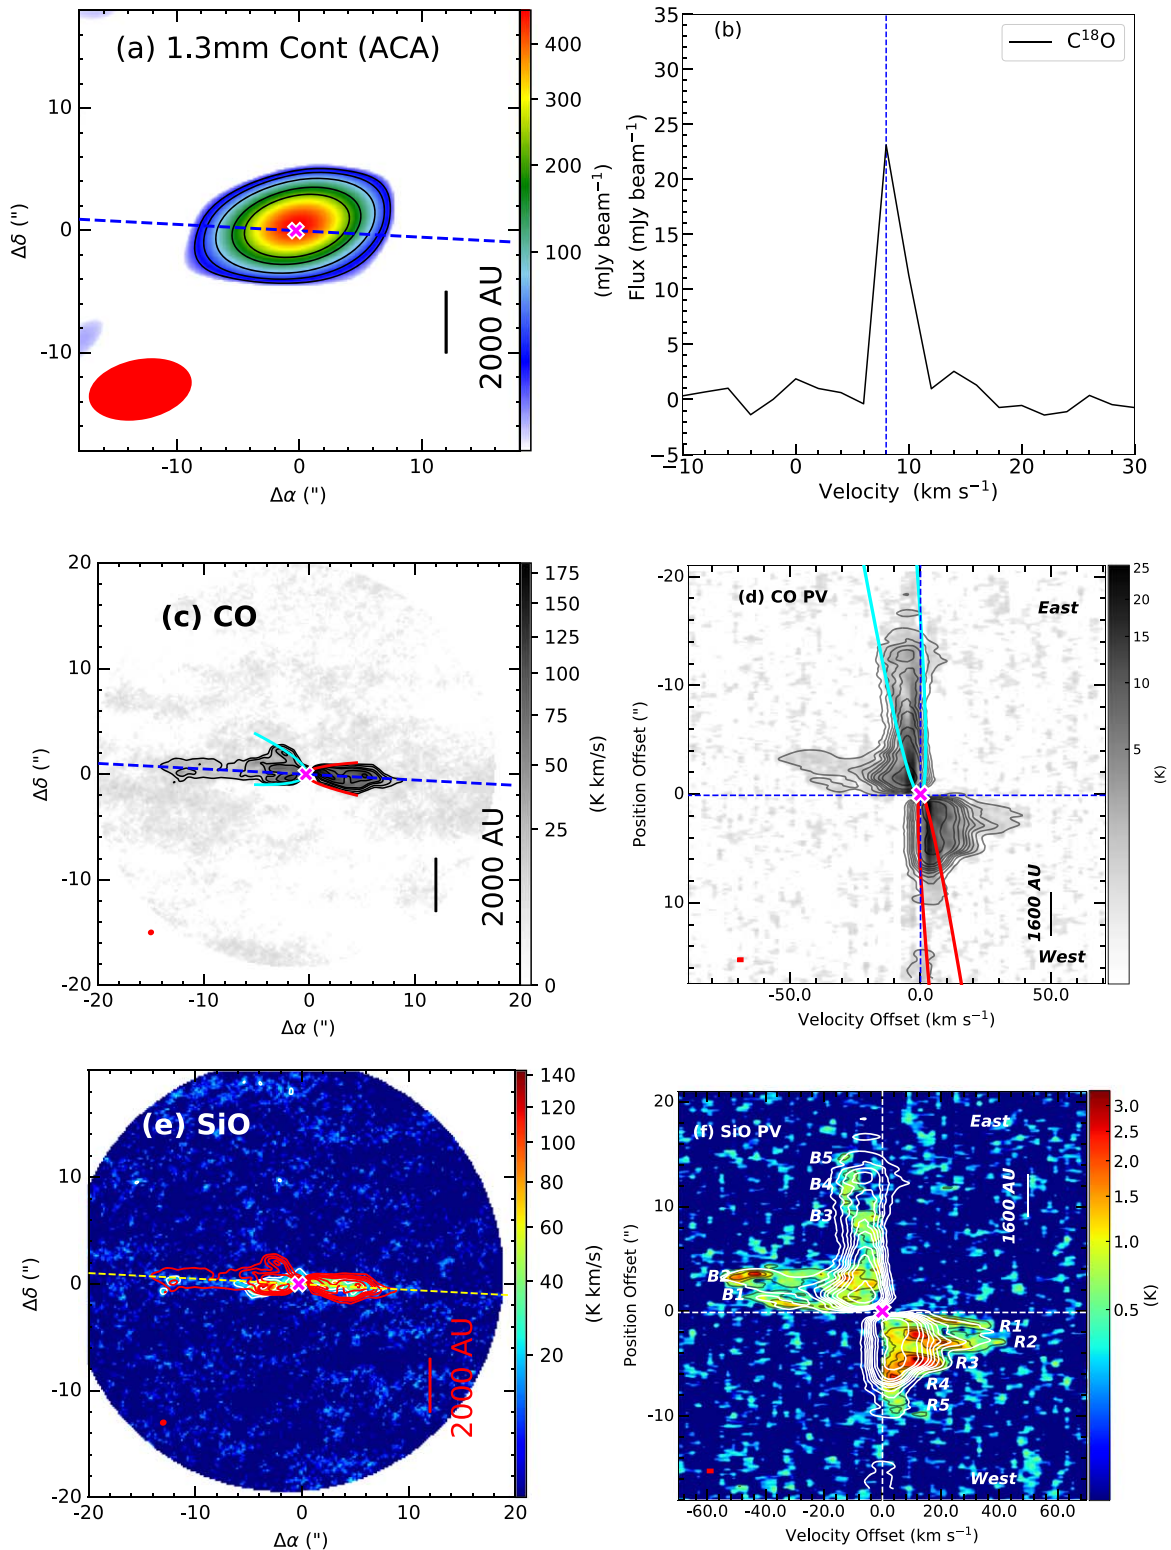 (a) 1.3mm Cont (ACA)
10
0
-10
-10
0
10
Δδ (")
Δα (")
2000 AU
400
300
200
100
(mJy beam⁻¹)
(b)
C¹⁸O
35
30
25
20
15
10
5
0
−5
−10
0
10
20
30
Flux (mJy beam⁻¹)
Velocity (km s⁻¹)
(c) CO
20
10
0
-10
-20
-20
-10
0
10
20
Δδ (")
Δα (")
2000 AU
175
150
125
100
75
50
25
0
(K km/s)
(d) CO PV
East
West
-20
-10
0
10
-50.0
0.0
50.0
Position Offset (")
Velocity Offset (km s⁻¹)
1600 AU
25
20
15
10
5
(K)
(e) SiO
10
0
-10
-20
-20
-10
0
10
20
Δδ (")
Δα (")
2000 AU
140
120
100
80
60
40
20
(K km/s)
(f) SiO PV
East
West
B5
B4
B3
B2
B1
R1
R2
R3
R4
R5
20
10
0
-10
-60.0
-40.0
-20.0
0.0
20.0
40.0
60.0
Position Offset (")
Velocity Offset (km s⁻¹)
1600 AU
3.0
2.5
2.0
1.5
1.0
0.5
(K)